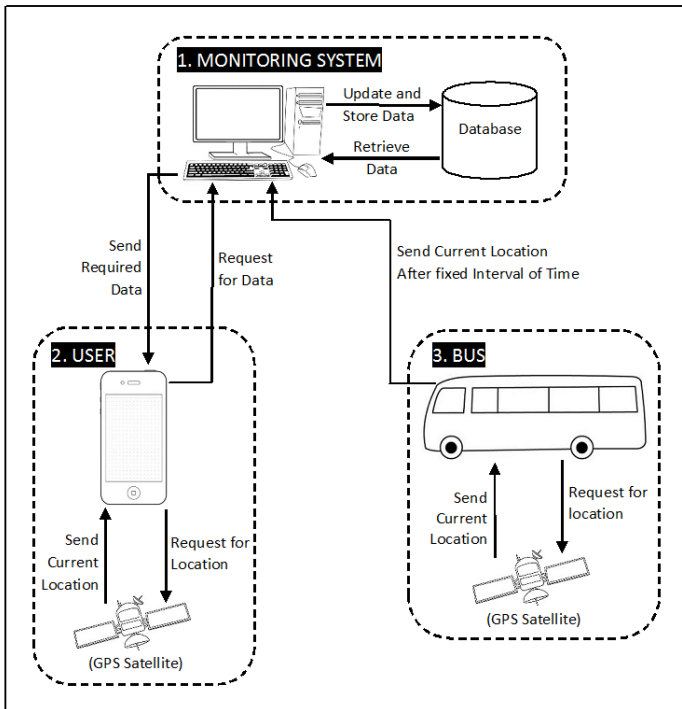 1. MONITORING SYSTEM
Update and
Store Data
Database
Retrieve
Data
Send
Required
Data
Request
for Data
Send Current Location
After fixed Interval of Time
2. USER
Send
Current
Location
Request for
Location
(GPS Satellite)
3. BUS
Send
Current
Location
Request for
location
(GPS Satellite)